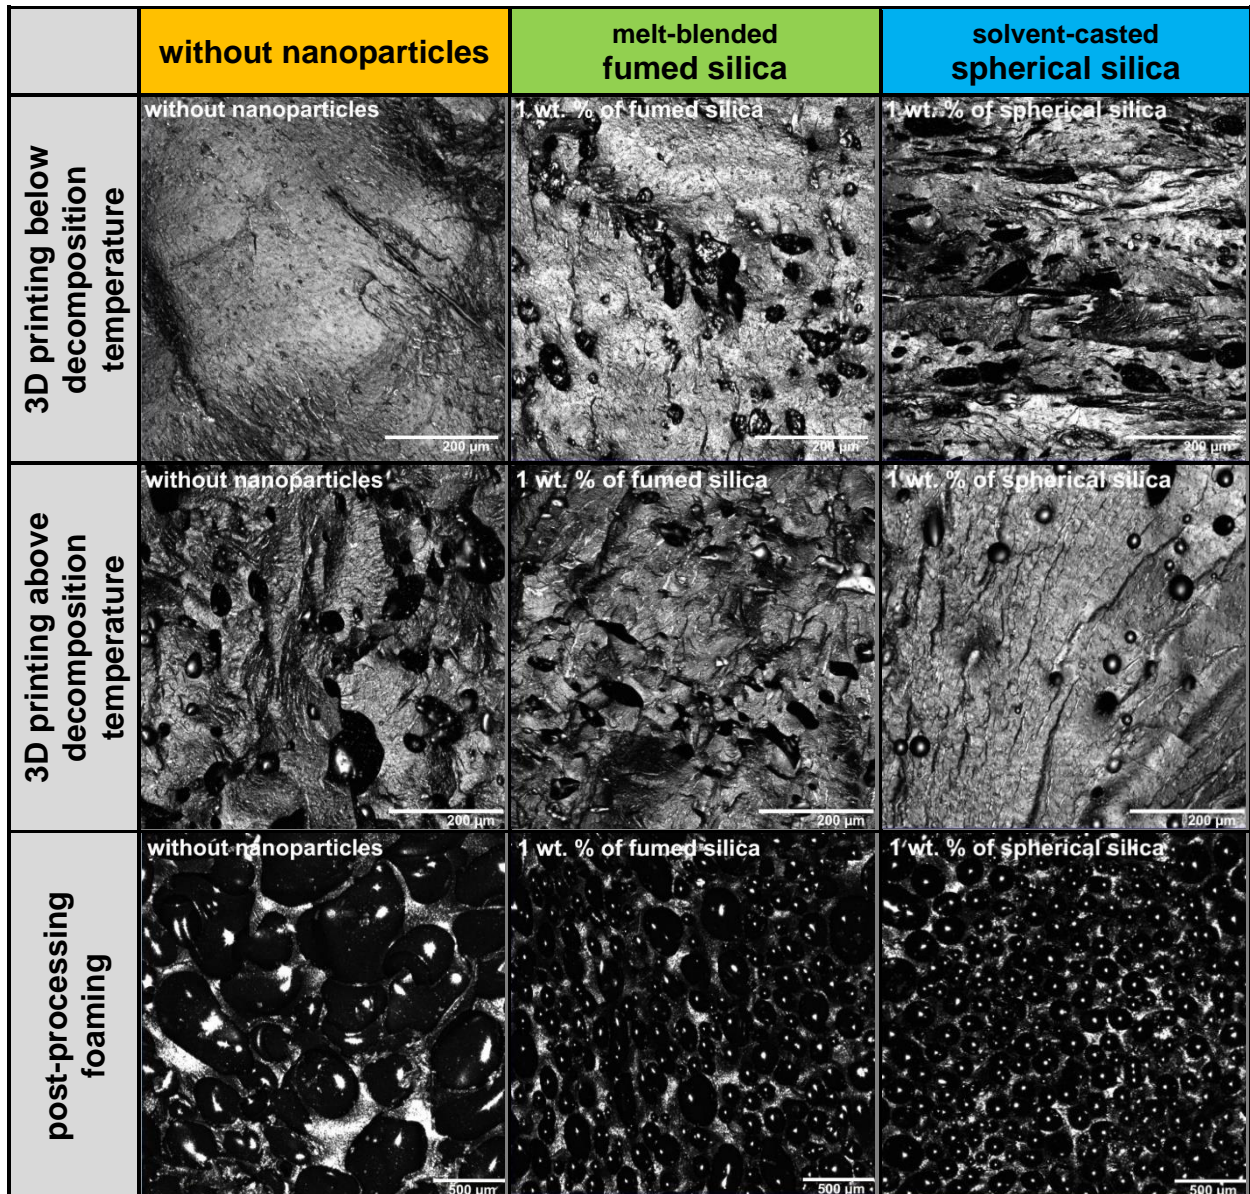 without nanoparticles
melt-blended
fumed silica
solvent-casted
spherical silica
3D printing below
decomposition
temperature
without nanoparticles
200 µm
1 wt. % of fumed silica
200 µm
1 wt. % of spherical silica
200 µm
3D printing above
decomposition
temperature
without nanoparticles
200 µm
1 wt. % of fumed silica
200 µm
1 wt. % of spherical silica
200 µm
post-processing
foaming
without nanoparticles
500 µm
1 wt. % of fumed silica
500 µm
1 wt. % of spherical silica
500 µm